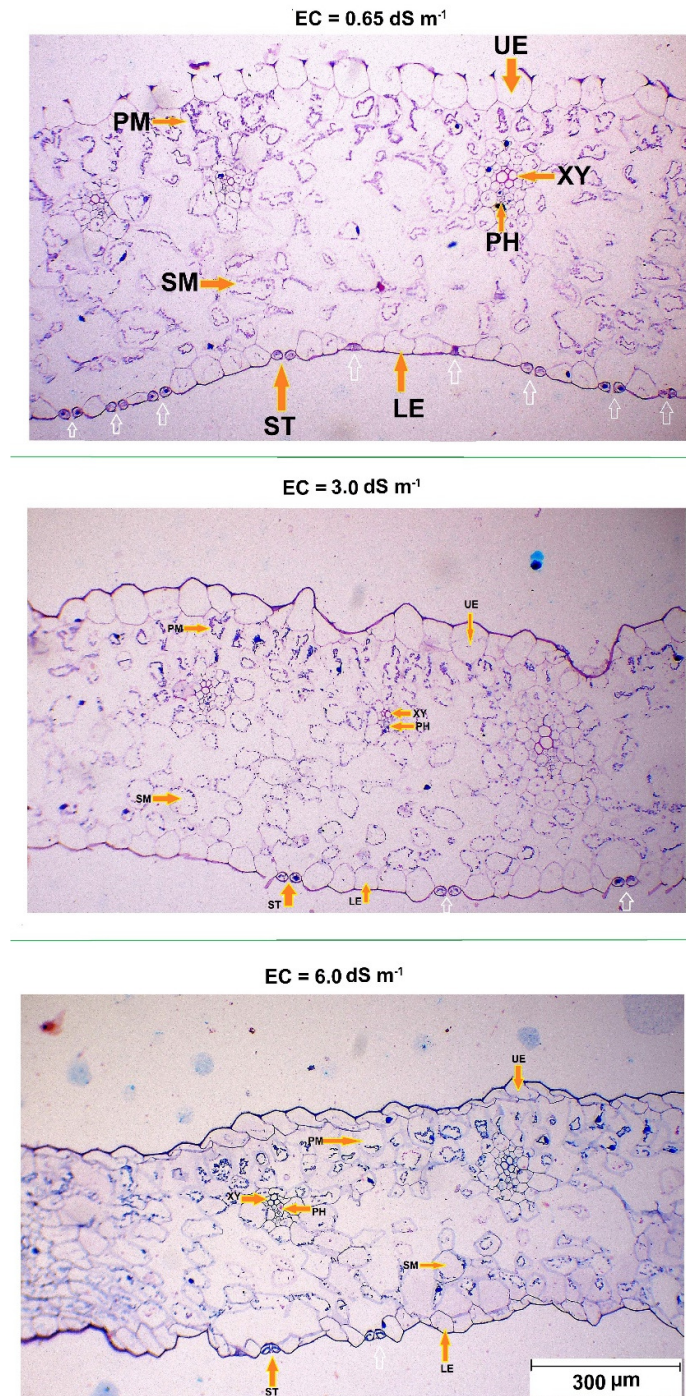 EC = 0.65 dS m⁻¹
UE
PM
XY
PH
SM
ST
LE
EC = 3.0 dS m⁻¹
UE
PM
XY
PH
SM
ST
LE
EC = 6.0 dS m⁻¹
UE
PM
XY
PH
SM
ST
LE
300 µm